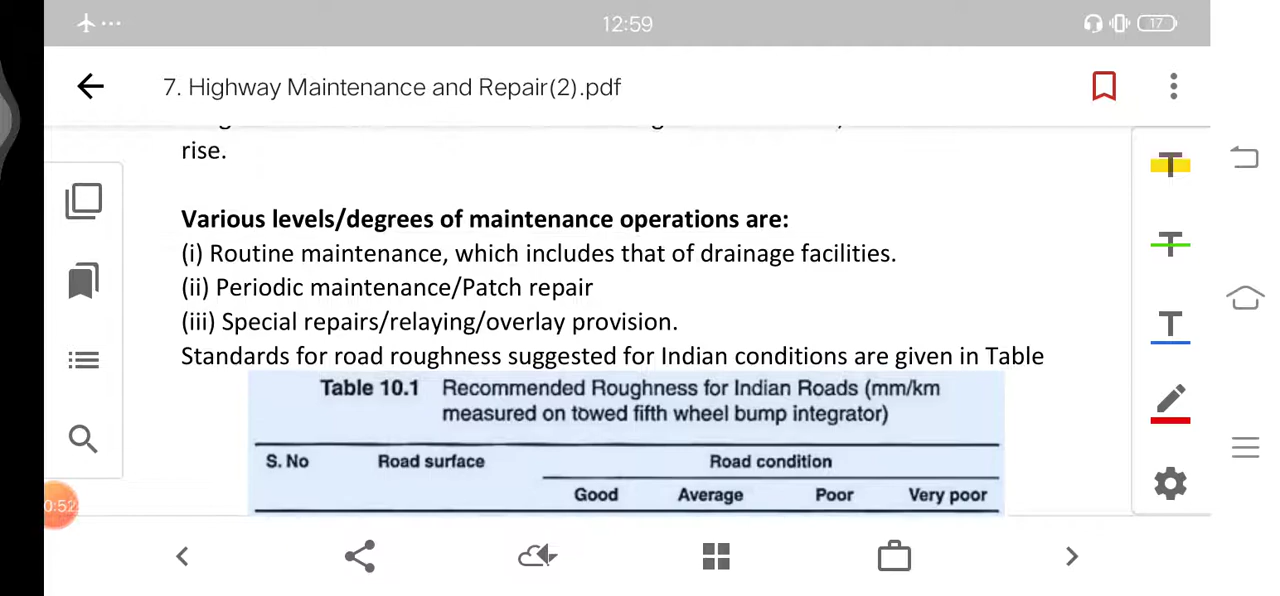 12:59
17
7. Highway Maintenance and Repair(2).pdf
rise.
Various levels/degrees of maintenance operations are:
(i) Routine maintenance, which includes that of drainage facilities.
(ii) Periodic maintenance/Patch repair
(iii) Special repairs/relaying/overlay provision.
Standards for road roughness suggested for Indian conditions are given in Table
Table 10.1 Recommended Roughness for Indian Roads (mm/km
measured on towed fifth wheel bump integrator)
S. No Road surface Road condition
Good Average Poor Very poor
0:52